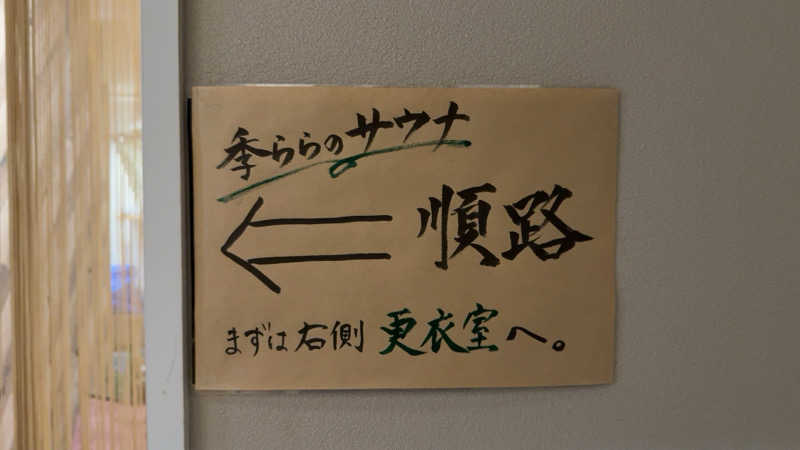 季ららのサウナ
順路
まずは右側 更衣室へ。